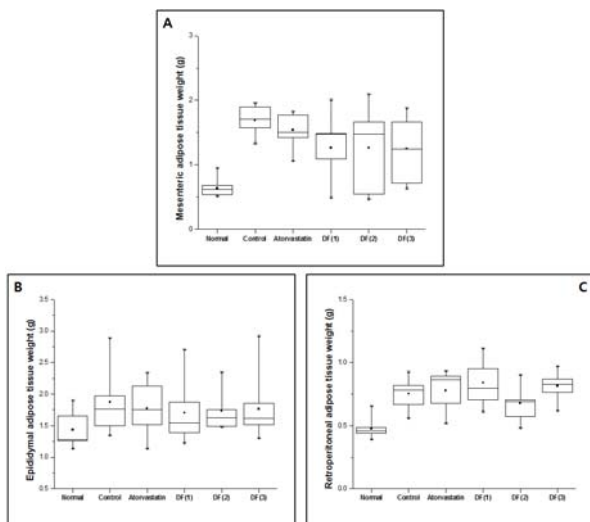 A
Mesenteric adipose tissue weight (g)
3
2
1
0
Normal Control Atorvastatin DF(1) DF(2) DF(3)
B
Epididymal adipose tissue weight (g)
3.5
3.0
2.5
2.0
1.5
1.0
0.5
Normal Control Atorvastatin DF(1) DF(2) DF(3)
C
Retroperitoneal adipose tissue weight (g)
1.5
1.0
0.5
0.0
Normal Control Atorvastatin DF(1) DF(2) DF(3)